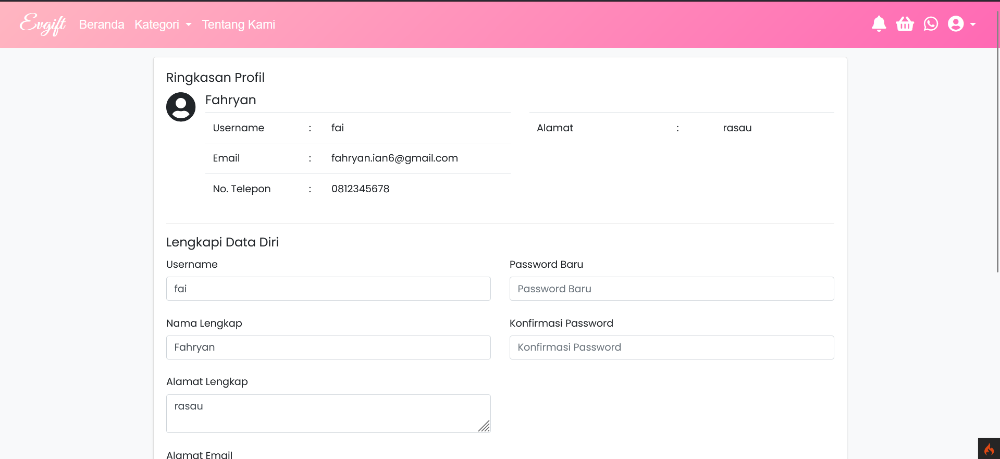 Evgift Beranda Kategori Tentang Kami
Ringkasan Profil
Fahryan
Username : fai
Email : fahryan.ian6@gmail.com
No. Telepon : 0812345678
Alamat : rasau
Lengkapi Data Diri
Username
fai
Nama Lengkap
Fahryan
Alamat Lengkap
rasau
Alamat Email
Password Baru
Password Baru
Konfirmasi Password
Konfirmasi Password